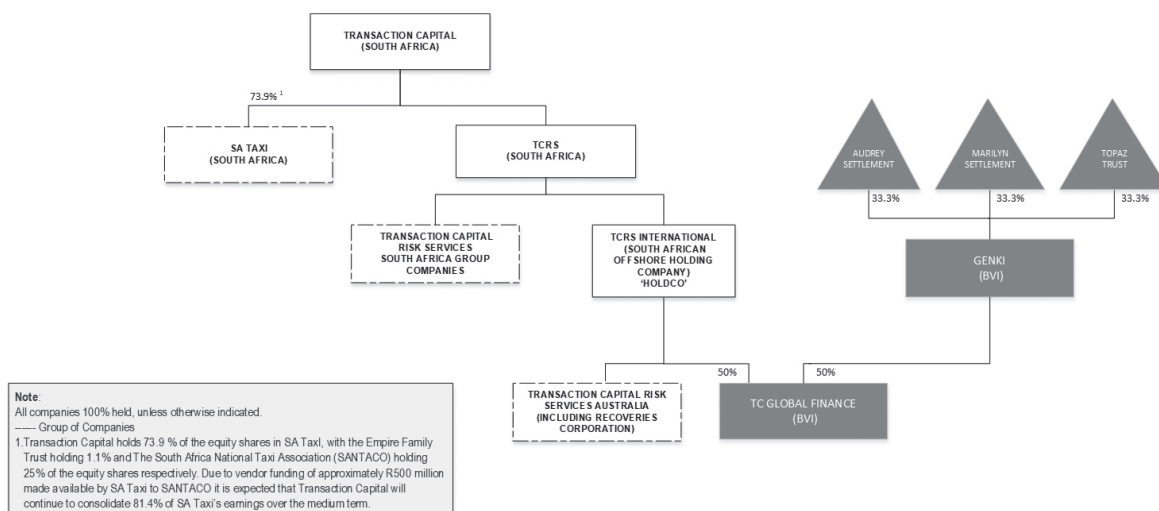 TRANSACTION CAPITAL
(SOUTH AFRICA)
73.9% 1
SA TAXI
(SOUTH AFRICA)
TCRS
(SOUTH AFRICA)
AUDREY
SETTLEMENT
MARILYN
SETTLEMENT
TOPAZ
TRUST
33.3%
33.3%
33.3%
TRANSACTION CAPITAL
RISK SERVICES
SOUTH AFRICA GROUP
COMPANIES
TCRS INTERNATIONAL
(SOUTH AFRICAN
OFFSHORE HOLDING
COMPANY)
‘HOLDCO’
GENKI
(BVI)
50%
50%
TRANSACTION CAPITAL RISK
SERVICES AUSTRALIA
(INCLUDING RECOVERIES
CORPORATION)
TC GLOBAL FINANCE
(BVI)
Note:
All companies 100% held, unless otherwise indicated.
------ Group of Companies
1.Transaction Capital holds 73.9 % of the equity shares in SA TaxI, with the Empire Family
Trust holding 1.1% and The South Africa National Taxi Association (SANTACO) holding
25% of the equity shares respectively. Due to vendor funding of approximately R500 million
made available by SA Taxi to SANTACO it is expected that Transaction Capital will
continue to consolidate 81.4% of SA Taxi's earnings over the medium term.